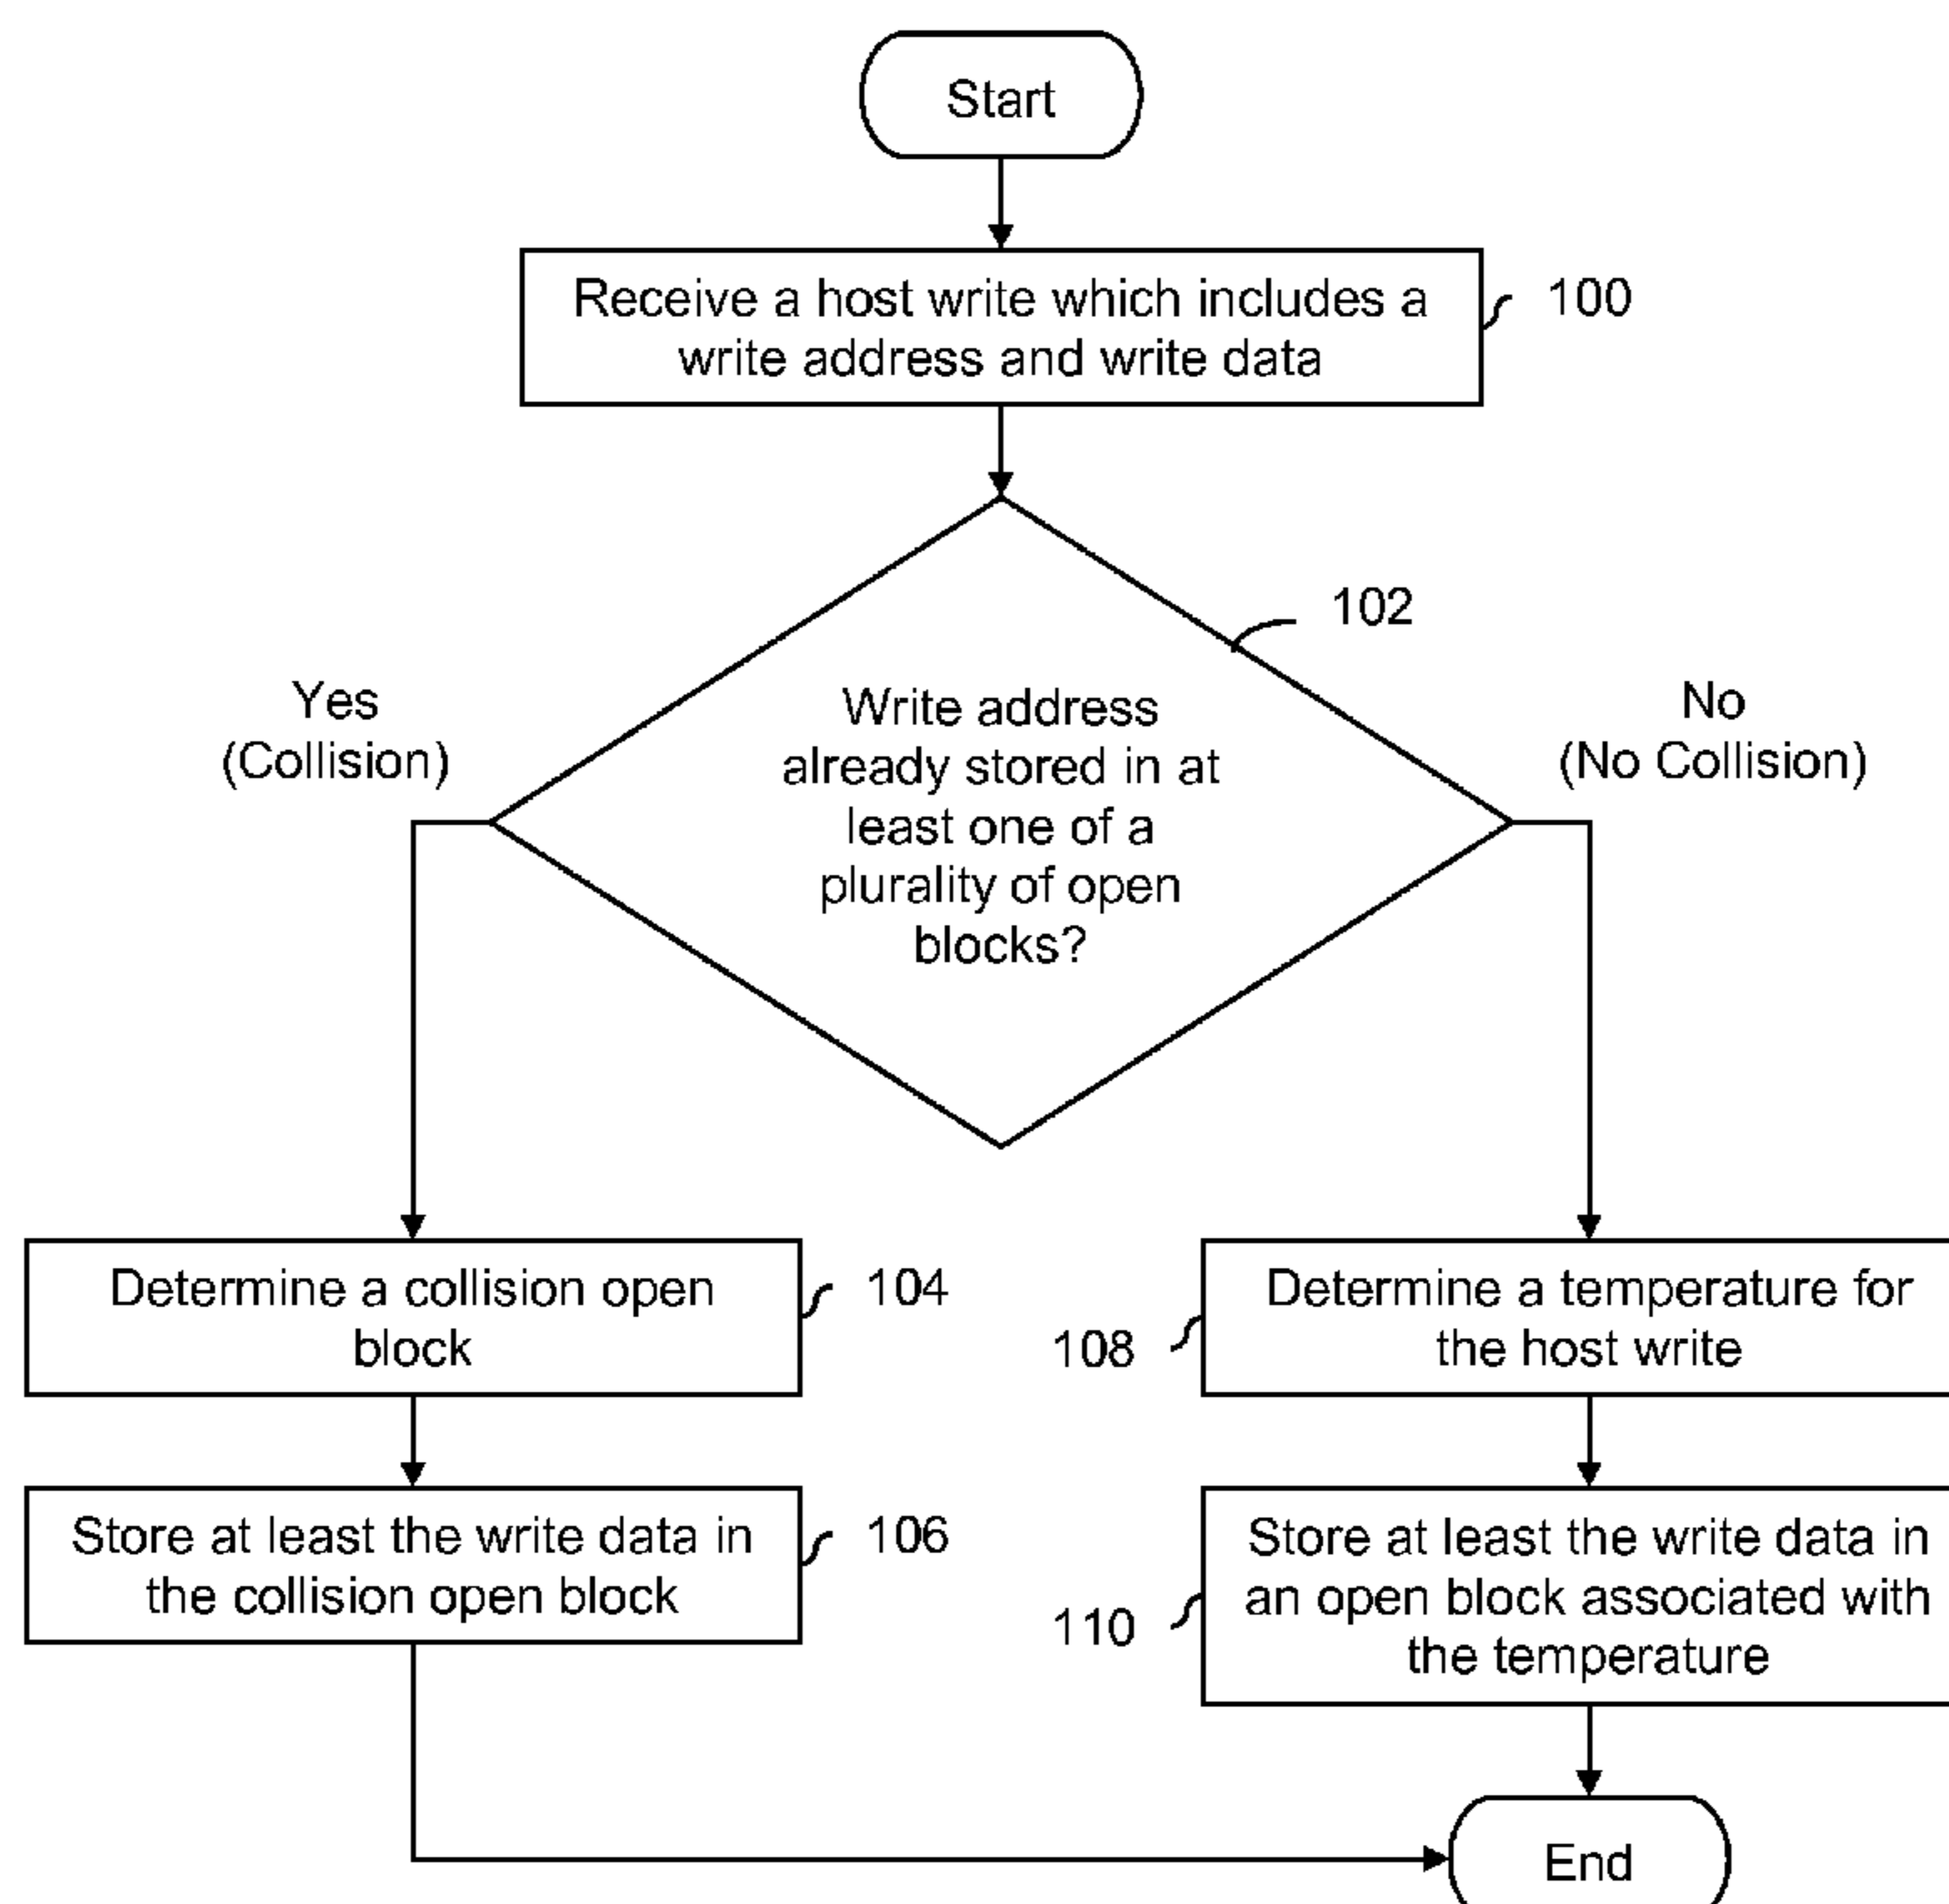 Start
Receive a host write which includes a
write address and write data
100
102
Yes
(Collision)
Write address
already stored in at
least one of a
plurality of open
blocks?
No
(No Collision)
Determine a collision open
block
104
Store at least the write data in
the collision open block
106
108
Determine a temperature for
the host write
110
Store at least the write data in
an open block associated with
the temperature
End